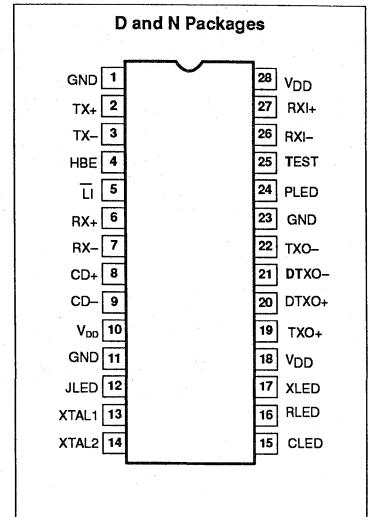 D and N Packages
GND 1 28 VDD
TX+ 2 27 RXI+
TX– 3 26 RXI–
HBE 4 25 TEST
L̅I̅ 5 24 PLED
RX+ 6 23 GND
RX– 7 22 TXO–
CD+ 8 21 DTXO–
CD– 9 20 DTXO+
VDD 10 19 TXO+
GND 11 18 VDD
JLED 12 17 XLED
XTAL1 13 16 RLED
XTAL2 14 15 CLED